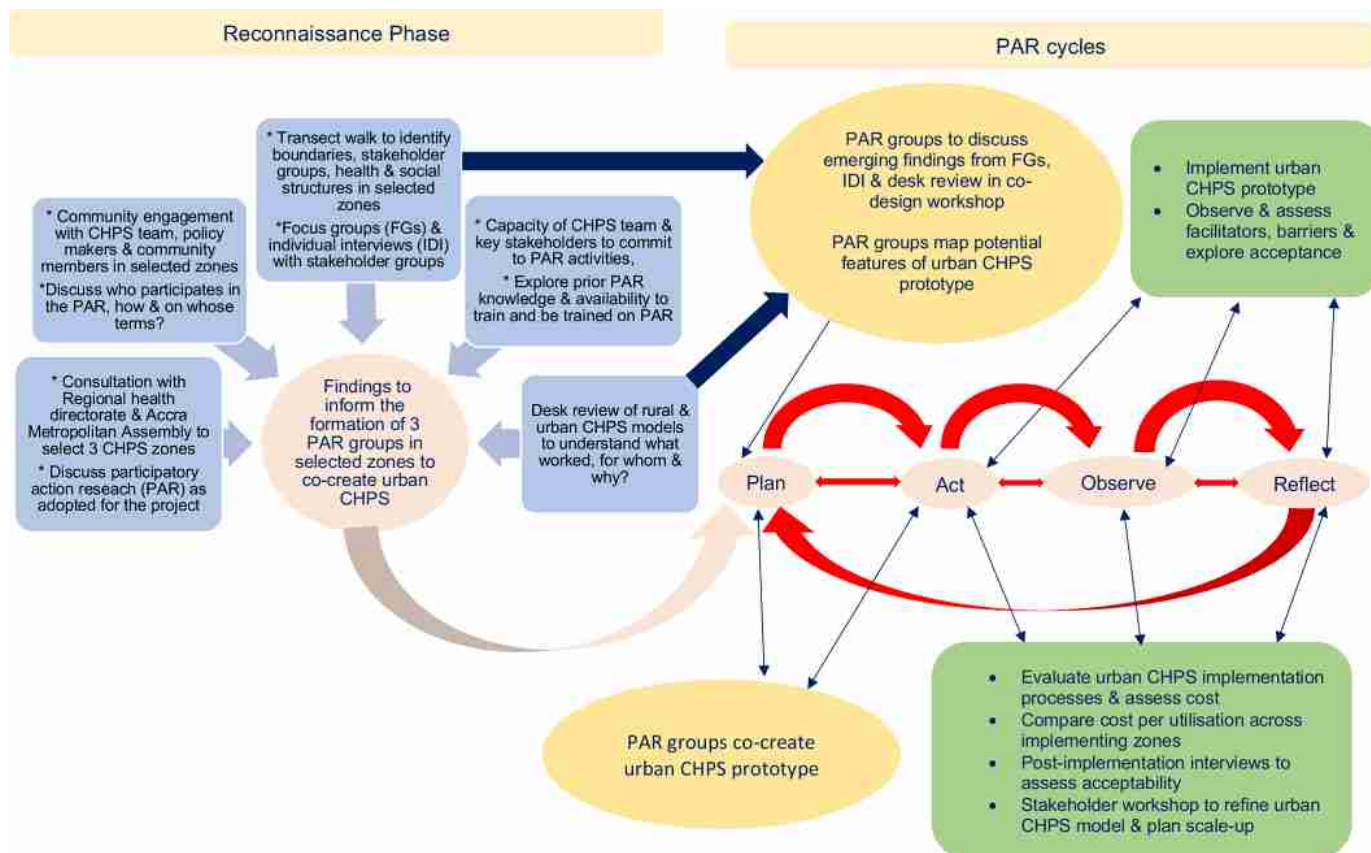 Reconnaissance Phase
PAR cycles
* Transect walk to identify
boundaries, stakeholder
groups, health & social
structures in selected
zones
*Focus groups (FGs) &
individual interviews (IDI)
with stakeholder groups
* Community engagement
with CHPS team, policy
makers & community
members in selected zones
*Discuss who participates in
the PAR, how & on whose
terms?
* Capacity of CHPS team &
key stakeholders to commit
to PAR activities,
* Explore prior PAR
knowledge & availability to
train and be trained on PAR
* Consultation with
Regional health
directorate & Accra
Metropolitan Assembly to
select 3 CHPS zones
* Discuss participatory
action reseach (PAR) as
adopted for the project
Findings to
inform the
formation of 3
PAR groups in
selected zones to
co-create urban
CHPS
Desk review of rural &
urban CHPS models
to understand what
worked, for whom &
why?
PAR groups to discuss
emerging findings from FGs,
IDI & desk review in co-
design workshop
PAR groups map potential
features of urban CHPS
prototype
• Implement urban
CHPS prototype
• Observe & assess
facilitators, barriers &
explore acceptance
Plan
Act
Observe
Reflect
PAR groups co-create
urban CHPS prototype
• Evaluate urban CHPS implementation
processes & assess cost
• Compare cost per utilisation across
implementing zones
• Post-implementation interviews to
assess acceptability
• Stakeholder workshop to refine urban
CHPS model & plan scale-up